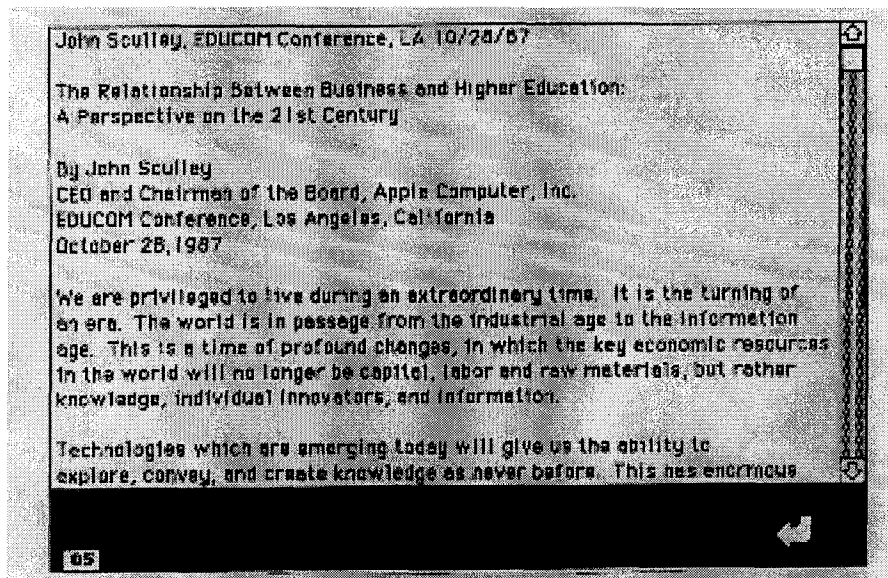 John Sculley, EDUCOM Conference, LA 10/28/87
The Relationship Between Business and Higher Education:
A Perspective on the 21st Century
By John Sculley
CEO and Chairman of the Board, Apple Computer, Inc.
EDUCOM Conference, Los Angeles, California
October 28, 1987
We are privileged to live during an extraordinary time. It is the turning of
an era. The world is in passage from the industrial age to the information
age. This is a time of profound changes, in which the key economic resources
in the world will no longer be capital, labor and raw materials, but rather
knowledge, individual innovators, and information.
Technologies which are emerging today will give us the ability to
explore, convey, and create knowledge as never before. This has enormous
05